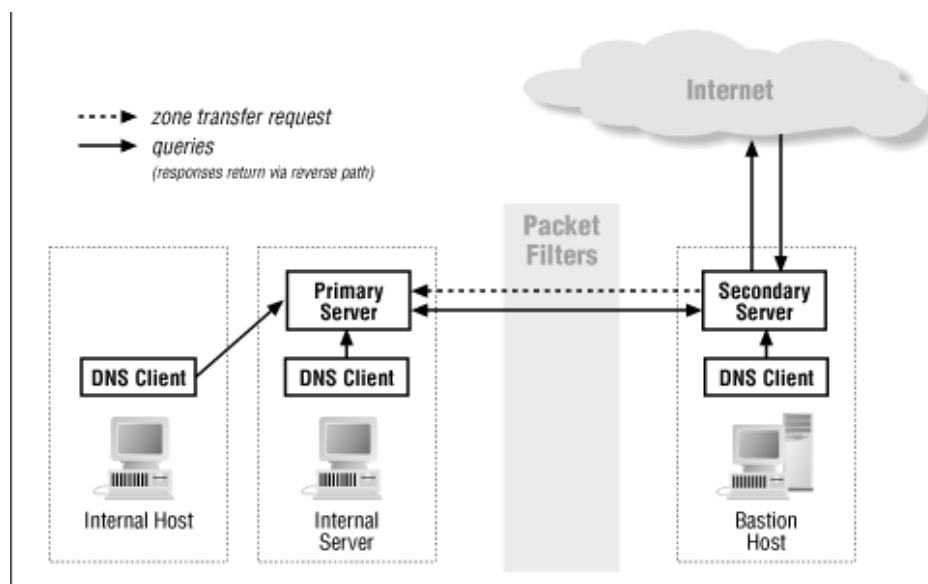 Internet
zone transfer request
queries
(responses return via reverse path)
Packet
Filters
Primary
Server
Secondary
Server
DNS Client
DNS Client
DNS Client
Internal Host
Internal
Server
Bastion
Host